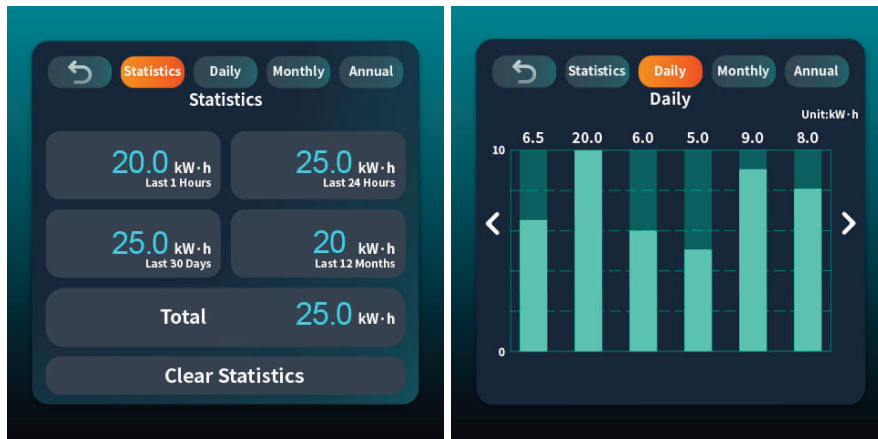 Statistics Daily Monthly Annual
Statistics
20.0 kW·h
Last 1 Hours
25.0 kW·h
Last 24 Hours
25.0 kW·h
Last 30 Days
20 kW·h
Last 12 Months
Total 25.0 kW·h
Clear Statistics
Statistics Daily Monthly Annual
Daily
Unit:kW·h
6.5 20.0 6.0 5.0 9.0 8.0
10
0